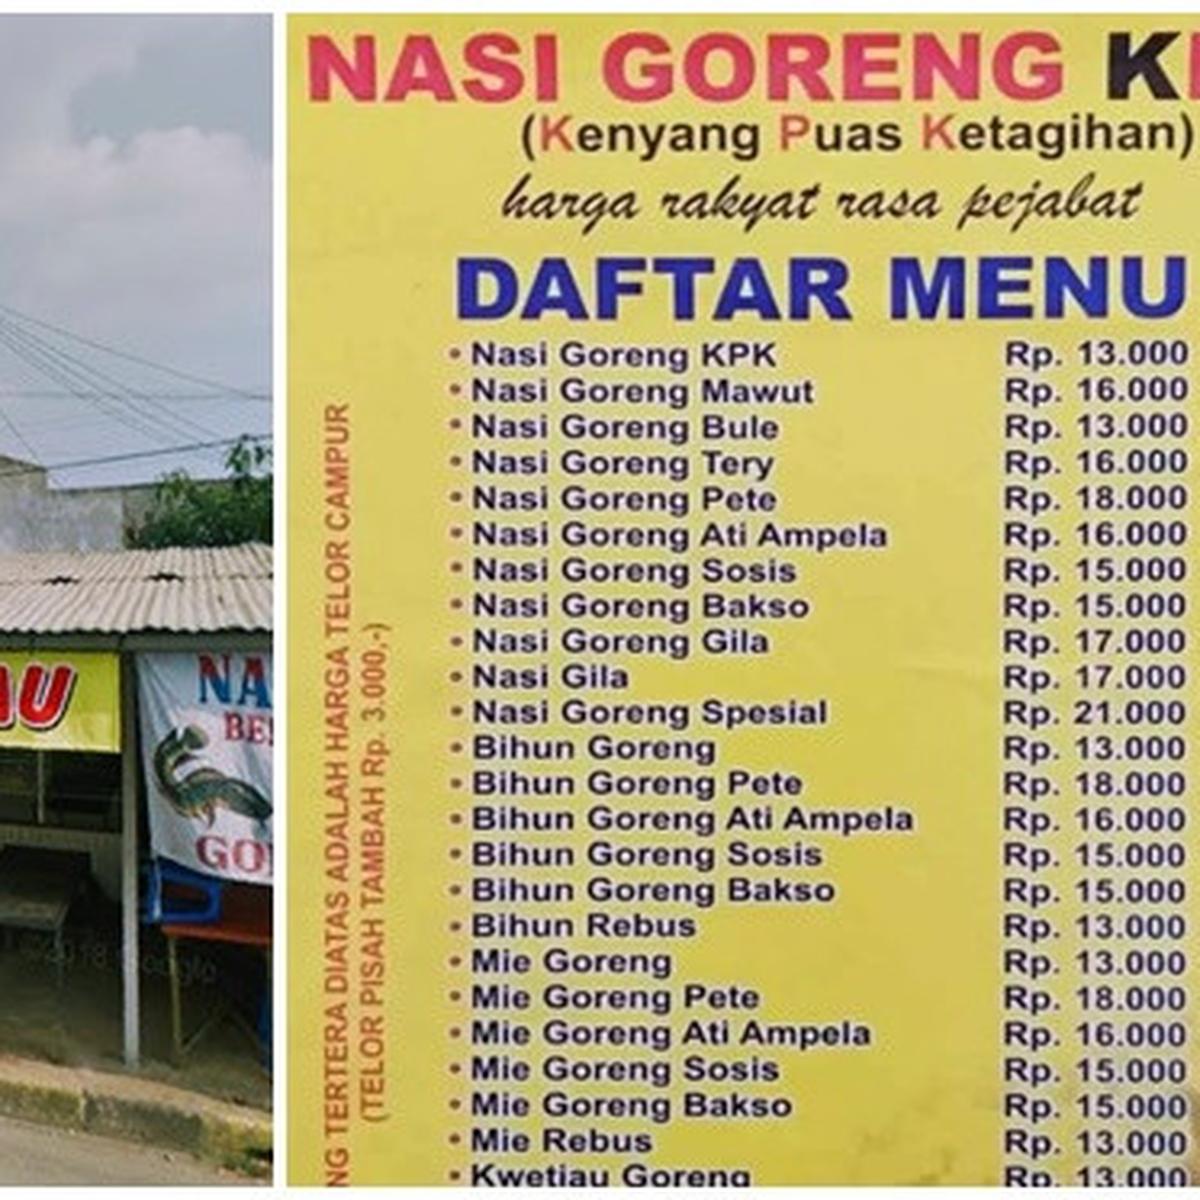 AU
NA
BE
GO
NASI GORENG K
(Kenyang Puas Ketagihan)
harga rakyat rasa pejabat
DAFTAR MENU
• Nasi Goreng KPK Rp. 13.000
• Nasi Goreng Mawut Rp. 16.000
• Nasi Goreng Bule Rp. 13.000
• Nasi Goreng Tery Rp. 16.000
• Nasi Goreng Pete Rp. 18.000
• Nasi Goreng Ati Ampela Rp. 16.000
• Nasi Goreng Sosis Rp. 15.000
• Nasi Goreng Bakso Rp. 15.000
• Nasi Goreng Gila Rp. 17.000
• Nasi Gila Rp. 17.000
• Nasi Goreng Spesial Rp. 21.000
• Bihun Goreng Rp. 13.000
• Bihun Goreng Pete Rp. 18.000
• Bihun Goreng Ati Ampela Rp. 16.000
• Bihun Goreng Sosis Rp. 15.000
• Bihun Goreng Bakso Rp. 15.000
• Bihun Rebus Rp. 13.000
• Mie Goreng Rp. 13.000
• Mie Goreng Pete Rp. 18.000
• Mie Goreng Ati Ampela Rp. 16.000
• Mie Goreng Sosis Rp. 15.000
• Mie Goreng Bakso Rp. 15.000
• Mie Rebus Rp. 13.000
• Kwetiau Goreng Rp. 13.000
NG TERTERA DIATAS ADALAH HARGA TELOR CAMPUR
(TELOR PISAH TAMBAH Rp. 3.000,-)